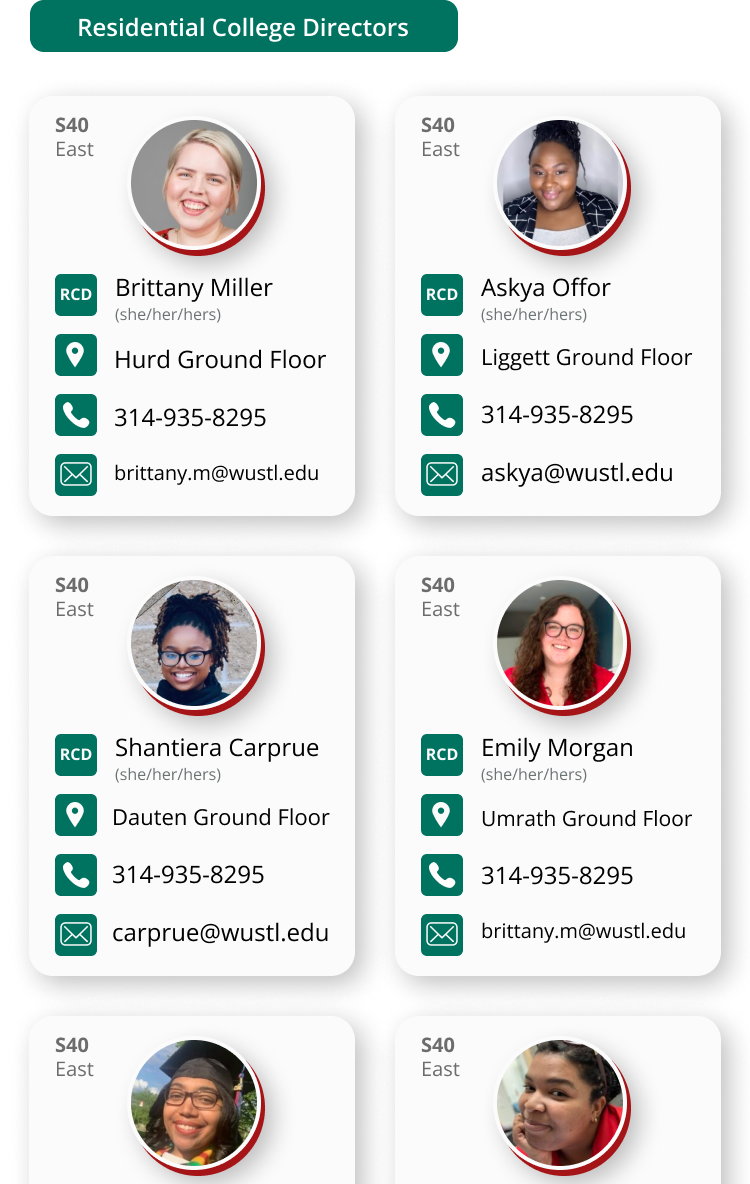 Residential College Directors
S40
East
RCD
Brittany Miller
(she/her/hers)
Hurd Ground Floor
314-935-8295
brittany.m@wustl.edu
S40
East
RCD
Askya Offor
(she/her/hers)
Liggett Ground Floor
314-935-8295
askya@wustl.edu
S40
East
RCD
Shantiera Carprue
(she/her/hers)
Dauten Ground Floor
314-935-8295
carprue@wustl.edu
S40
East
RCD
Emily Morgan
(she/her/hers)
Umrath Ground Floor
314-935-8295
brittany.m@wustl.edu
S40
East
S40
East